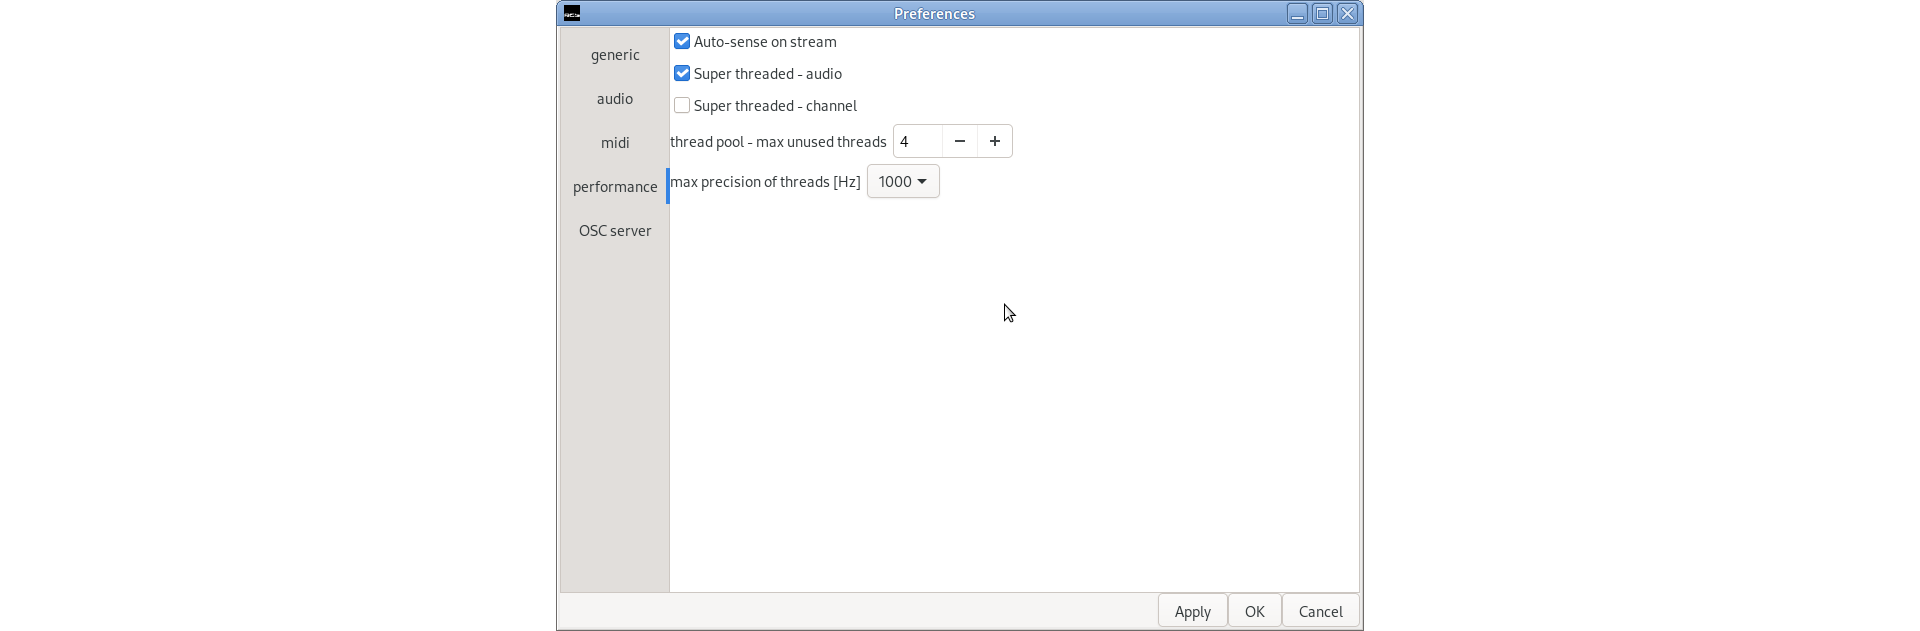 Preferences
generic
audio
midi
performance
OSC server
Auto-sense on stream
Super threaded - audio
Super threaded - channel
thread pool - max unused threads 4 − +
max precision of threads [Hz] 1000
Apply OK Cancel